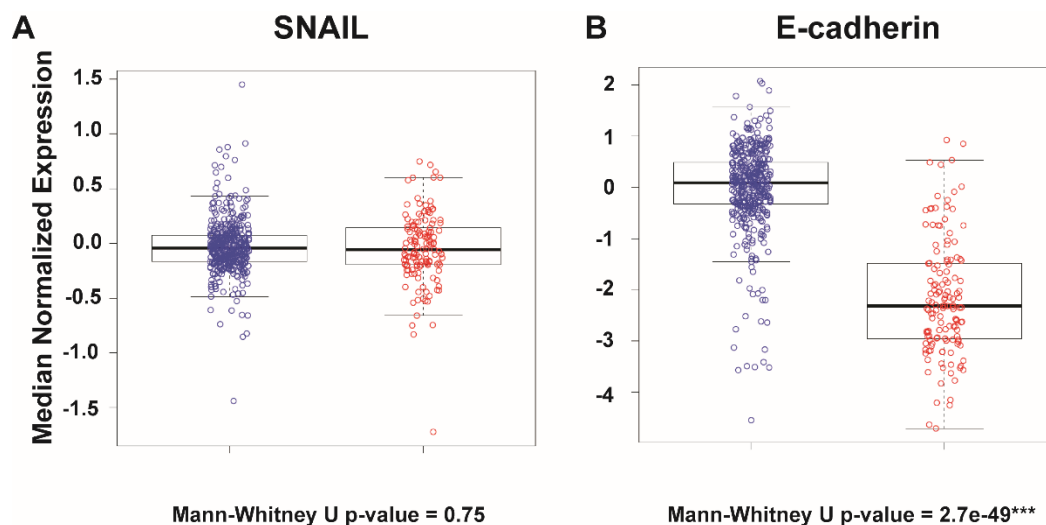 A
SNAIL
B
E-cadherin
Median Normalized Expression
1.5
1.0
0.5
0.0
-0.5
-1.0
-1.5
2
1
0
-1
-2
-3
-4
Mann-Whitney U p-value = 0.75
Mann-Whitney U p-value = 2.7e-49***